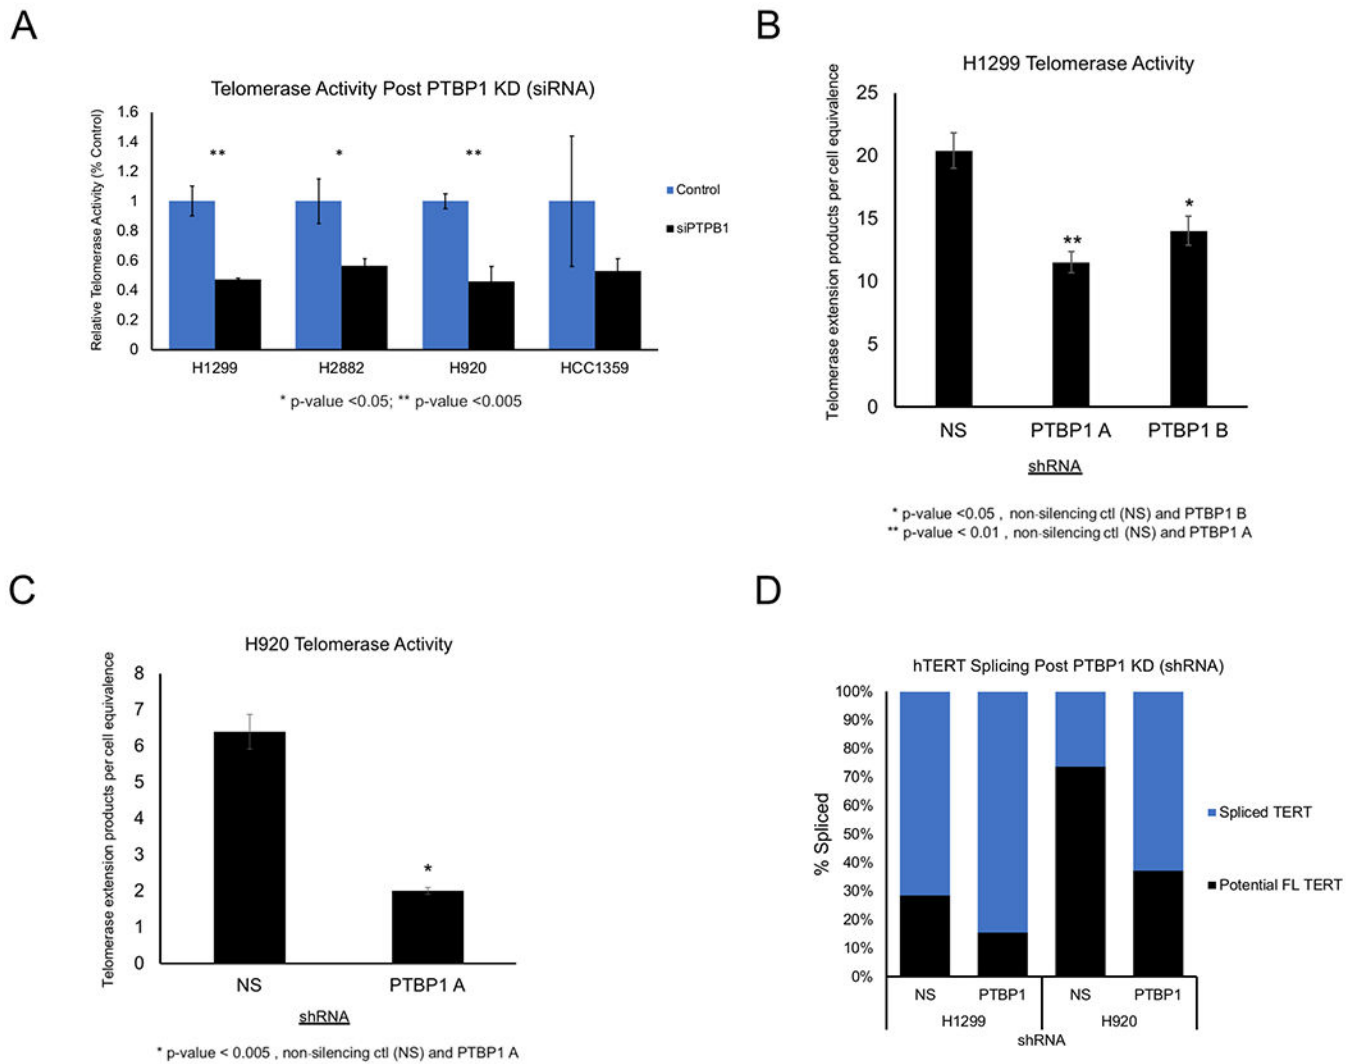 A
Telomerase Activity Post PTBP1 KD (siRNA)
Relative Telomerase Activity (% Control)
1.6
1.4
1.2
1
0.8
0.6
0.4
0.2
0
**
*
**
Control
siPTPB1
H1299
H2882
H920
HCC1359
* p-value <0.05; ** p-value <0.005
B
H1299 Telomerase Activity
Telomerase extension products per cell equivalence
25
20
15
10
5
0
**
*
NS
PTBP1 A
PTBP1 B
shRNA
* p-value <0.05 , non-silencing ctl (NS) and PTBP1 B
** p-value < 0.01 , non-silencing ctl (NS) and PTBP1 A
C
H920 Telomerase Activity
Telomerase extension products per cell equivalence
8
7
6
5
4
3
2
1
0
*
NS
PTBP1 A
shRNA
* p-value < 0.005 , non-silencing ctl (NS) and PTBP1 A
D
hTERT Splicing Post PTBP1 KD (shRNA)
% Spliced
100%
90%
80%
70%
60%
50%
40%
30%
20%
10%
0%
Spliced TERT
Potential FL TERT
NS
PTBP1
NS
PTBP1
H1299
H920
shRNA